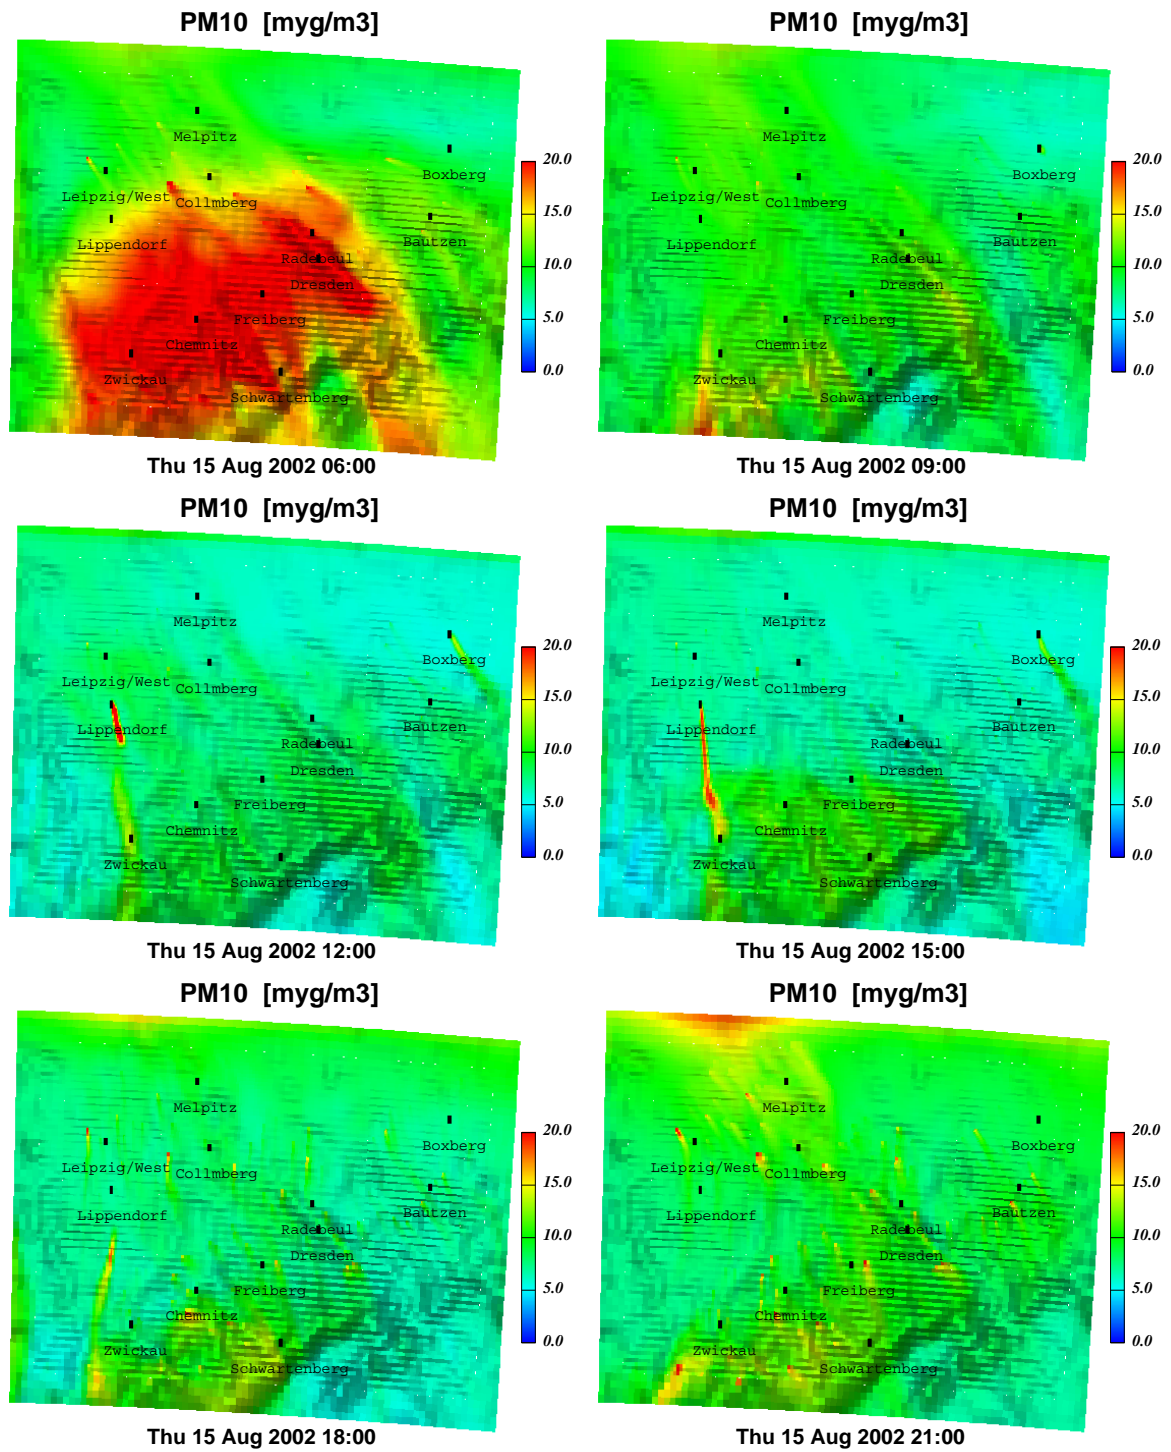 PM10 [myg/m3]
PM10 [myg/m3]
Melpitz
Boxberg
Leipzig/West
Collmberg
Lippendorf
Bautzen
Radebeul
Dresden
Freiberg
Chemnitz
Zwickau
Schwartenberg
20.0
15.0
10.0
5.0
0.0
Thu 15 Aug 2002 06:00
Melpitz
Boxberg
Leipzig/West
Collmberg
Lippendorf
Bautzen
Radebeul
Dresden
Freiberg
Chemnitz
Zwickau
Schwartenberg
20.0
15.0
10.0
5.0
0.0
Thu 15 Aug 2002 09:00
PM10 [myg/m3]
PM10 [myg/m3]
Melpitz
Boxberg
Leipzig/West
Collmberg
Lippendorf
Bautzen
Radebeul
Dresden
Freiberg
Chemnitz
Zwickau
Schwartenberg
20.0
15.0
10.0
5.0
0.0
Thu 15 Aug 2002 12:00
Melpitz
Boxberg
Leipzig/West
Collmberg
Lippendorf
Bautzen
Radebeul
Dresden
Freiberg
Chemnitz
Zwickau
Schwartenberg
20.0
15.0
10.0
5.0
0.0
Thu 15 Aug 2002 15:00
PM10 [myg/m3]
PM10 [myg/m3]
Melpitz
Boxberg
Leipzig/West
Collmberg
Lippendorf
Bautzen
Radebeul
Dresden
Freiberg
Chemnitz
Zwickau
Schwartenberg
20.0
15.0
10.0
5.0
0.0
Thu 15 Aug 2002 18:00
Melpitz
Boxberg
Leipzig/West
Collmberg
Lippendorf
Bautzen
Radebeul
Dresden
Freiberg
Chemnitz
Zwickau
Schwartenberg
20.0
15.0
10.0
5.0
0.0
Thu 15 Aug 2002 21:00